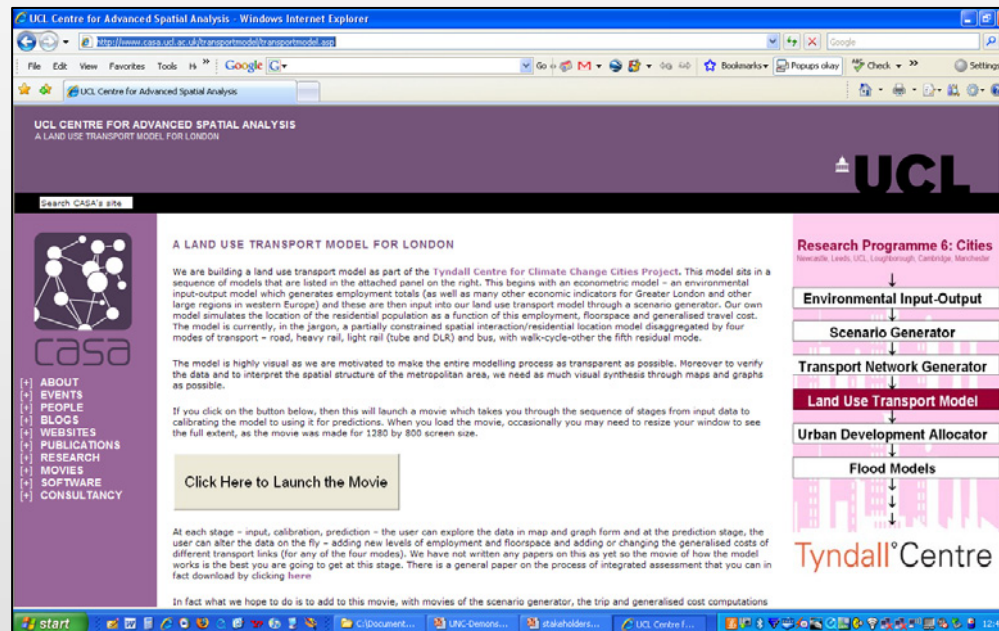 UCL Centre for Advanced Spatial Analysis - Windows Internet Explorer
http://www.casa.ucl.ac.uk/transportmodel/transportmodel.asp
Google
File Edit View Favorites Tools H » Google G
Go
Bookmarks
Popups okay
Check
»
Settings
UCL Centre for Advanced Spatial Analysis
UCL CENTRE FOR ADVANCED SPATIAL ANALYSIS
A LAND USE TRANSPORT MODEL FOR LONDON
UCL
Search CASA's site
casa
[+] ABOUT
[+] EVENTS
[+] PEOPLE
[+] BLOGS
[+] WEBSITES
[+] PUBLICATIONS
[+] RESEARCH
[+] MOVIES
[+] SOFTWARE
[+] CONSULTANCY
A LAND USE TRANSPORT MODEL FOR LONDON
We are building a land use transport model as part of the Tyndall Centre for Climate Change Cities Project. This model sits in a
sequence of models that are listed in the attached panel on the right. This begins with an econometric model – an environmental
input-output model which generates employment totals (as well as many other economic indicators for Greater London and other
large regions in western Europe) and these are then input into our land use transport model through a scenario generator. Our own
model simulates the location of the residential population as a function of this employment, floorspace and generalised travel cost.
The model is currently, in the jargon, a partially constrained spatial interaction/residential location model disaggregated by four
modes of transport – road, heavy rail, light rail (tube and DLR) and bus, with walk-cycle-other the fifth residual mode.
The model is highly visual as we are motivated to make the entire modelling process as transparent as possible. Moreover to verify
the data and to interpret the spatial structure of the metropolitan area, we need as much visual synthesis through maps and graphs
as possible.
If you click on the button below, then this will launch a movie which takes you through the sequence of stages from input data to
calibrating the model to using it for predictions. When you load the movie, occasionally you may need to resize your window to see
the full extent, as the movie was made for 1280 by 800 screen size.
Click Here to Launch the Movie
At each stage – input, calibration, prediction – the user can explore the data in map and graph form and at the prediction stage, the
user can alter the data on the fly – adding new levels of employment and floorspace and adding or changing the generalised costs of
different transport links (for any of the four modes). We have not written any papers on this as yet so the movie of how the model
works is the best you are going to get at this stage. There is a general paper on the process of integrated assessment that you can in
fact download by clicking here
In fact what we hope to do is to add to this movie, with movies of the scenario generator, the trip and generalised cost computations
Research Programme 6: Cities
Newcastle, Leeds, UCL, Loughborough, Cambridge, Manchester
Environmental Input-Output
Scenario Generator
Transport Network Generator
Land Use Transport Model
Urban Development Allocator
Flood Models
Tyndall°Centre
start
C:\Document...
UNC-Demons...
stakeholders...
UCL Centre f...